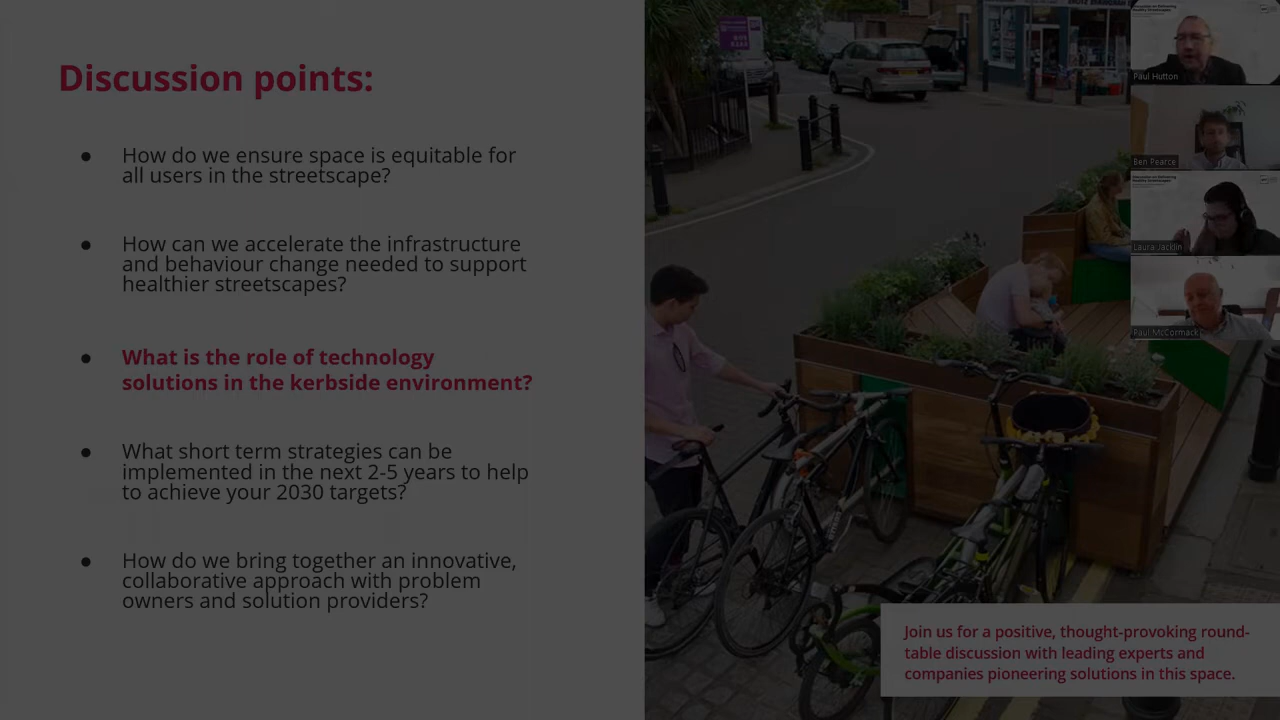 Discussion points:
● How do we ensure space is equitable for
all users in the streetscape?
● How can we accelerate the infrastructure
and behaviour change needed to support
healthier streetscapes?
● What is the role of technology
solutions in the kerbside environment?
● What short term strategies can be
implemented in the next 2-5 years to help
to achieve your 2030 targets?
● How do we bring together an innovative,
collaborative approach with problem
owners and solution providers?
Paul Hutton
Ben Pearce
Laura Jacklin
Paul McCormack
Join us for a positive, thought-provoking round-
table discussion with leading experts and
companies pioneering solutions in this space.